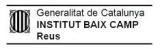 Generalitat de Catalunya
INSTITUT BAIX CAMP
Reus